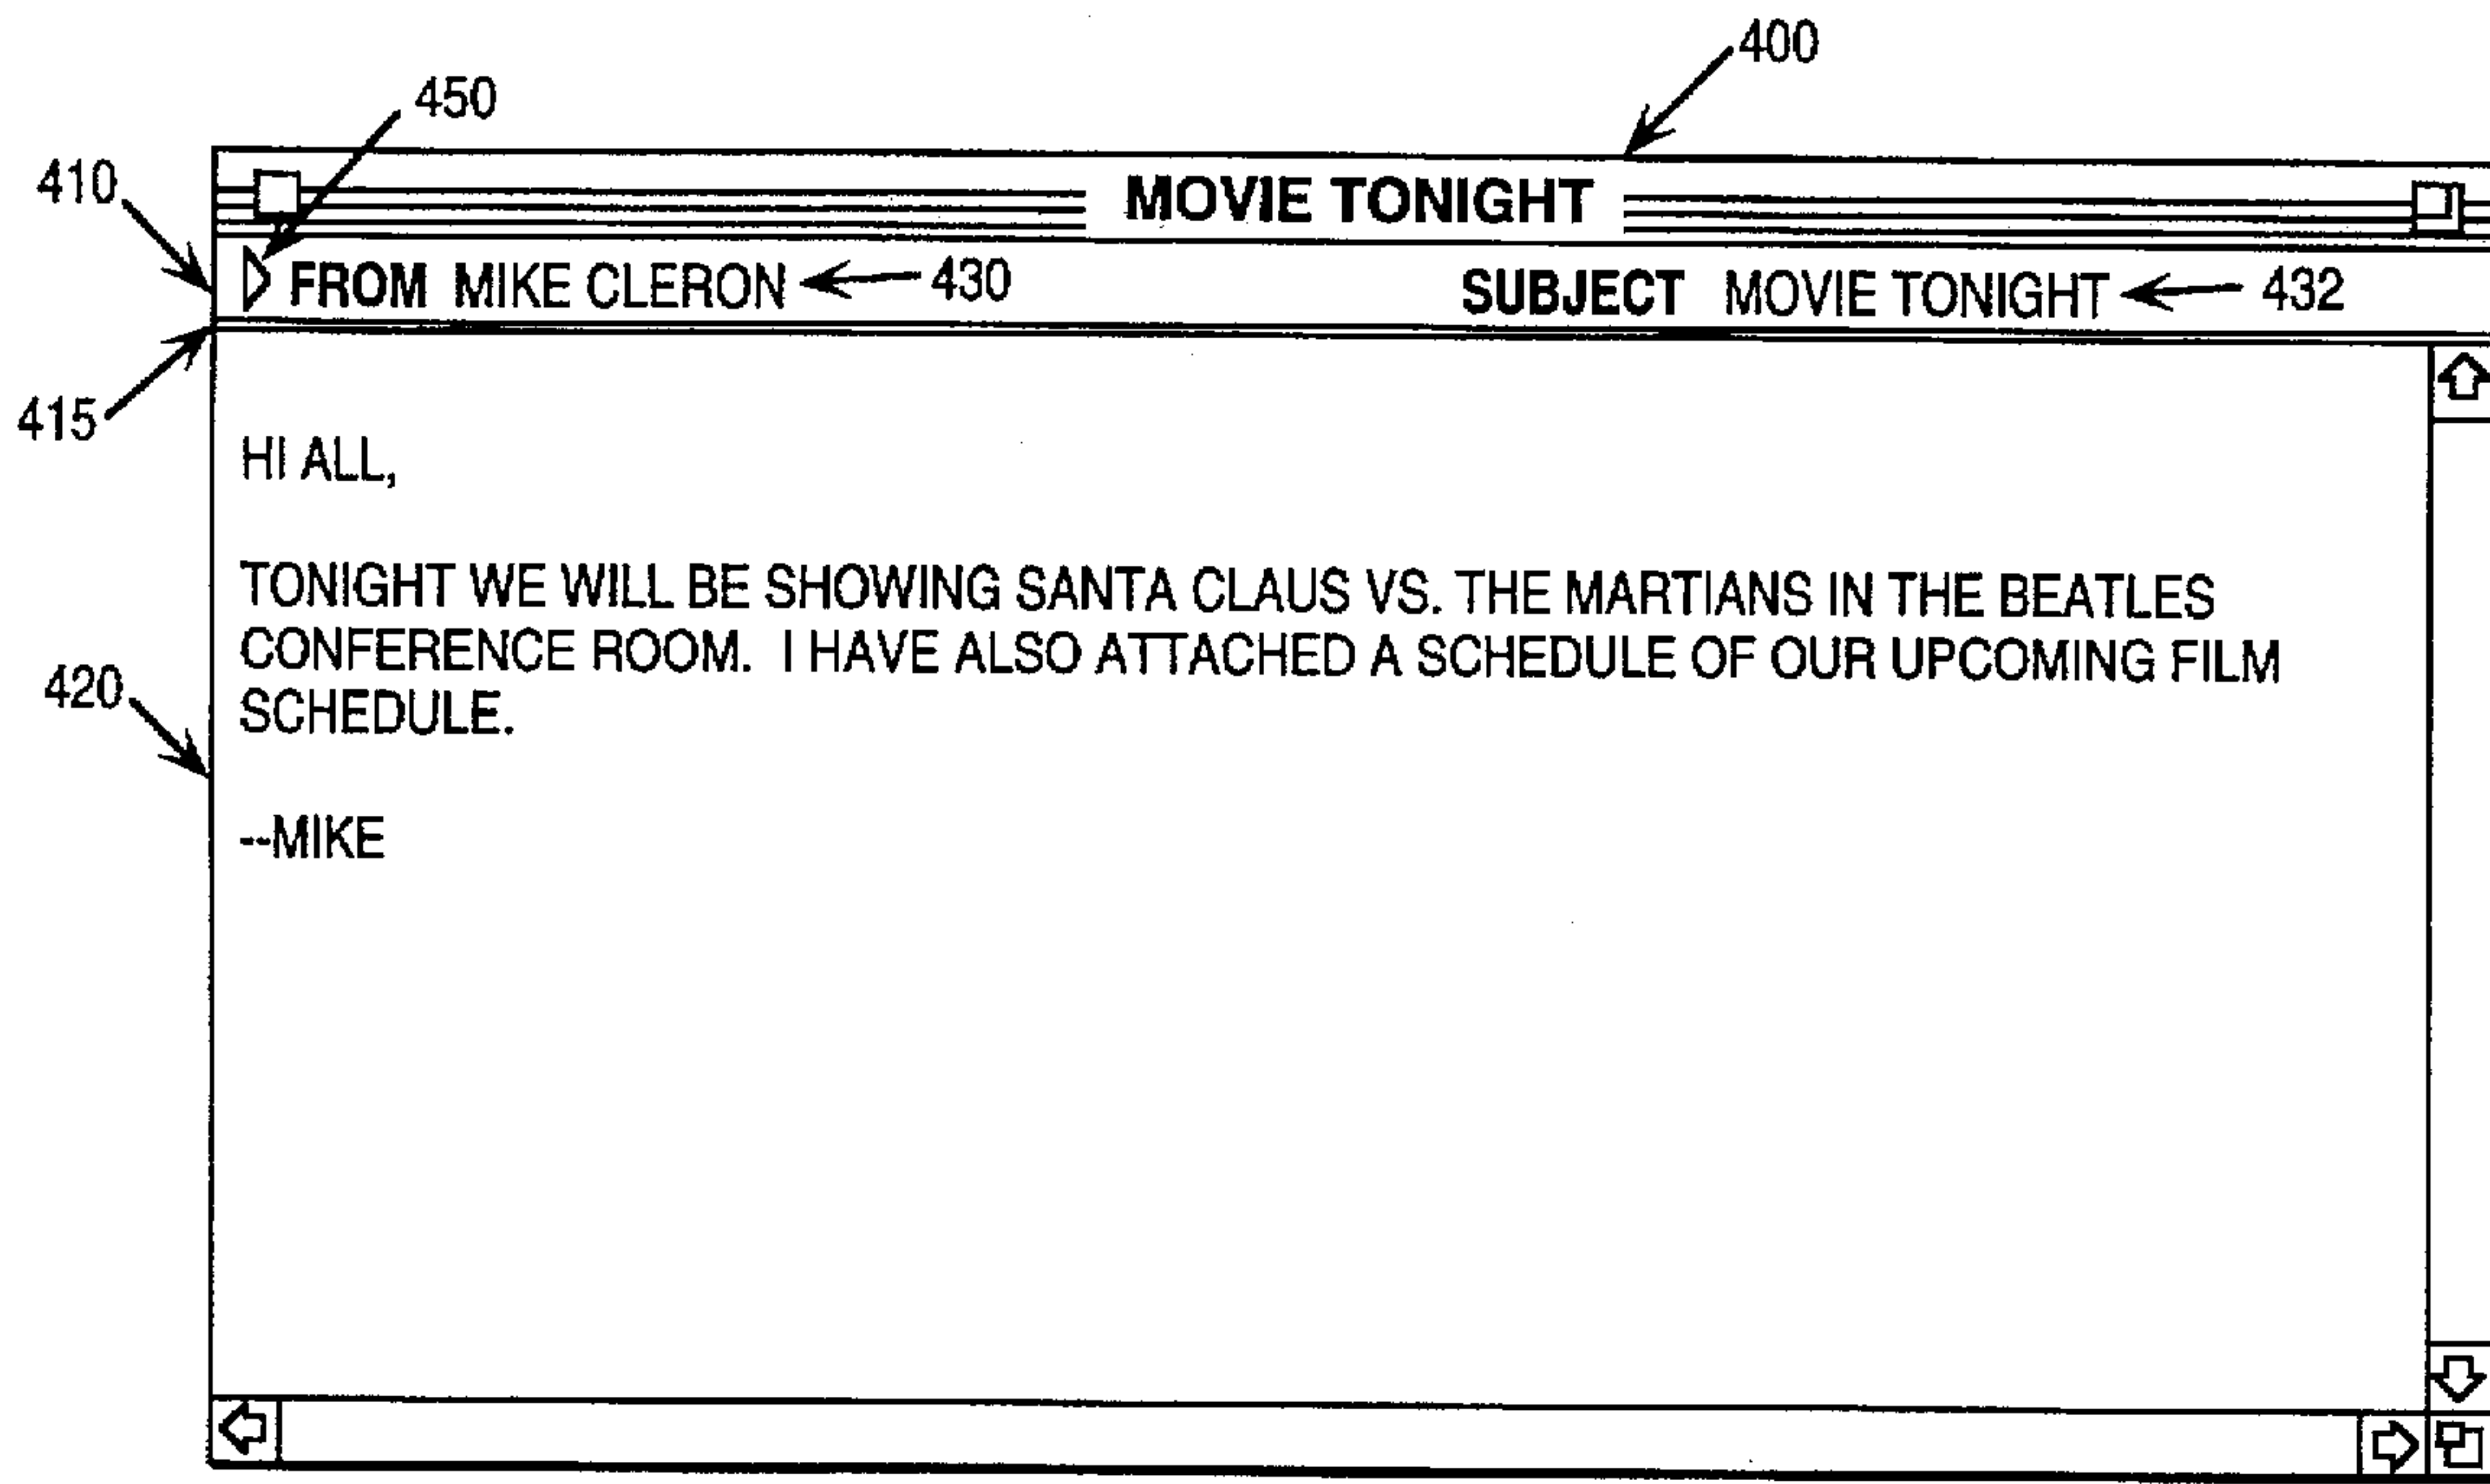 400
450
410
MOVIE TONIGHT
FROM MIKE CLERON 430 SUBJECT MOVIE TONIGHT 432
415
HI ALL,
TONIGHT WE WILL BE SHOWING SANTA CLAUS VS. THE MARTIANS IN THE BEATLES
CONFERENCE ROOM. I HAVE ALSO ATTACHED A SCHEDULE OF OUR UPCOMING FILM
420
SCHEDULE.
--MIKE